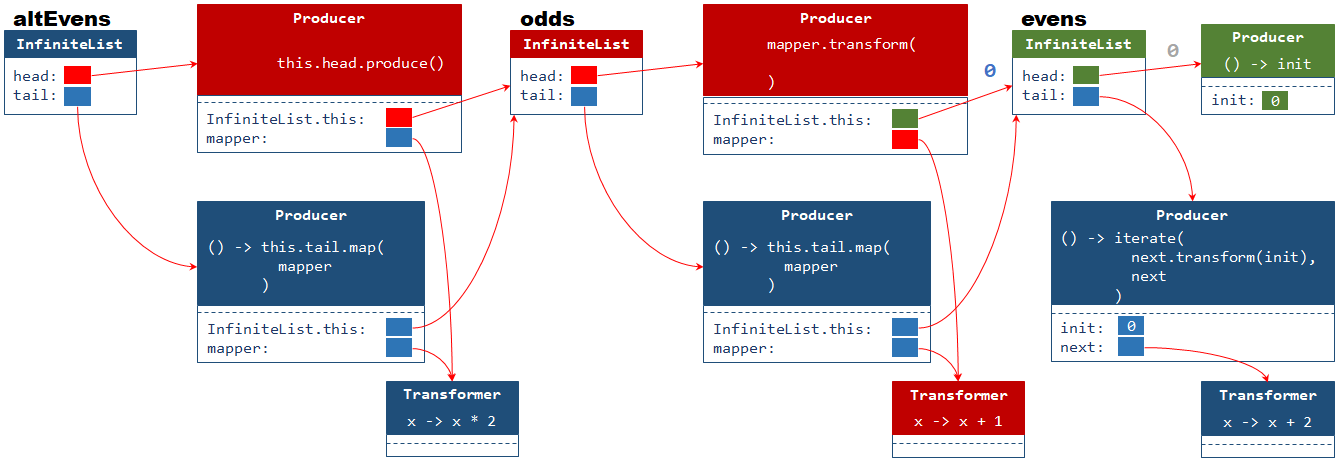 altEvens
InfiniteList
head:
tail:
Producer
this.head.produce()
InfiniteList.this:
mapper:
Producer
() -> this.tail.map(
mapper
)
InfiniteList.this:
mapper:
Transformer
x -> x * 2
odds
InfiniteList
head:
tail:
Producer
mapper.transform(
)
InfiniteList.this:
mapper:
Producer
() -> this.tail.map(
mapper
)
InfiniteList.this:
mapper:
Transformer
x -> x + 1
0
evens
InfiniteList
head:
tail:
0
Producer
() -> init
init: 0
Producer
() -> iterate(
next.transform(init),
next
)
init: 0
next:
Transformer
x -> x + 2